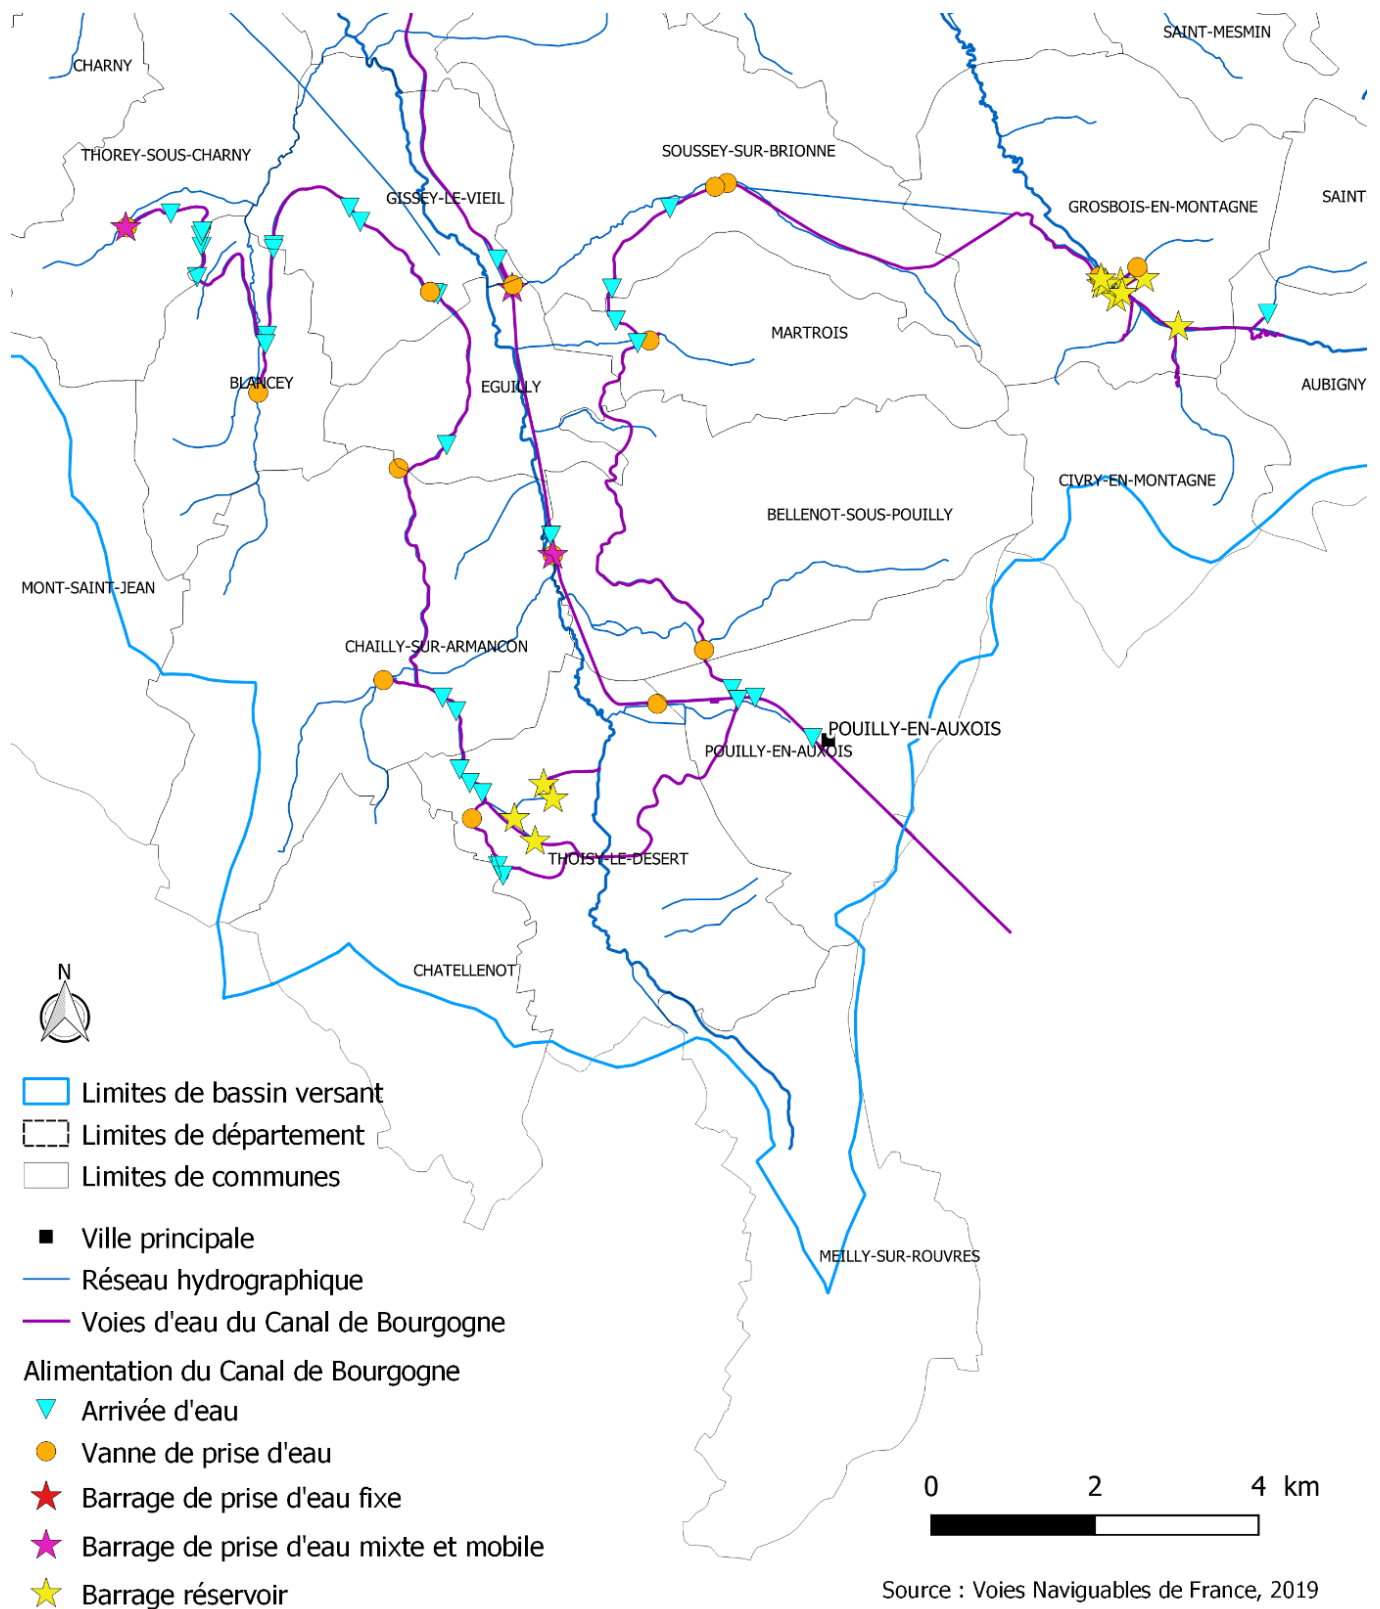 SAINT-MESMIN
CHARNY
THOREY-SOUS-CHARNY
SOUSSEY-SUR-BRIONNE
GISSEY-LE-VIEIL
SAINT-
GROSBOIS-EN-MONTAGNE
MARTROIS
BLANCEY
EGUILLY
AUBIGNY
CIVRY-EN-MONTAGNE
BELLENOT-SOUS-POUILLY
MONT-SAINT-JEAN
CHAILLY-SUR-ARMANCON
POUILLY-EN-AUXOIS
POUILLY-EN-AUXOIS
THOISY-LE-DESERT
CHATELLENOT
N
Limites de bassin versant
Limites de département
Limites de communes
Ville principale
MEILLY-SUR-ROUVRES
Réseau hydrographique
Voies d'eau du Canal de Bourgogne
Alimentation du Canal de Bourgogne
Arrivée d'eau
Vanne de prise d'eau
Barrage de prise d'eau fixe
Barrage de prise d'eau mixte et mobile
Barrage réservoir
0 2 4 km
Source : Voies Naviguables de France, 2019